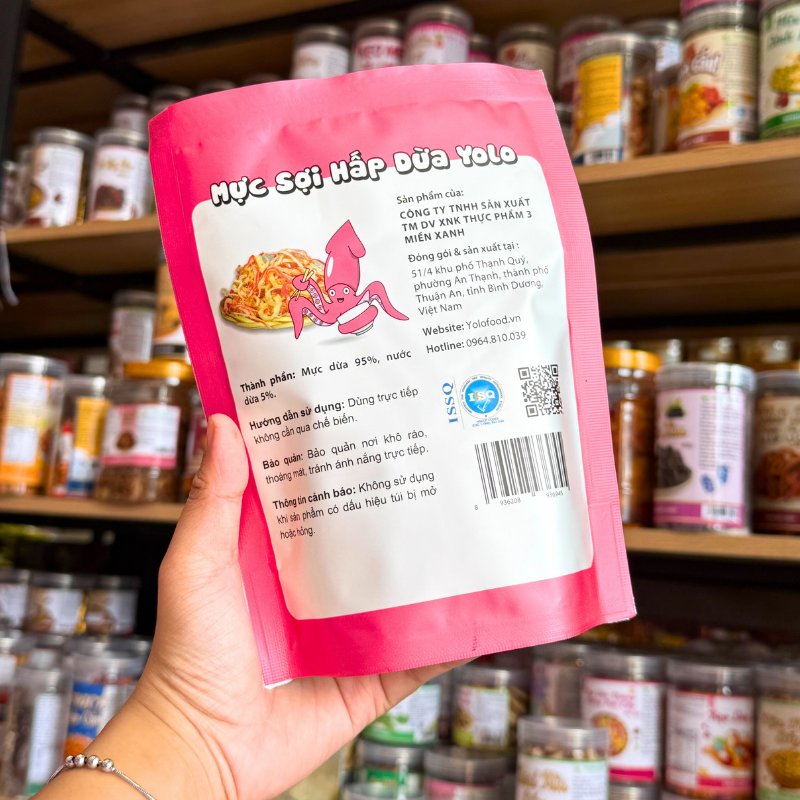 Mực Sợi Hấp Dừa Yolo
Sản phẩm của:
CÔNG TY TNHH SẢN XUẤT
TM DV XNK THỰC PHẨM 3
MIỀN XANH
Đóng gói & sản xuất tại :
51/4 khu phố Thạnh Quý,
phường An Thạnh, thành phố
Thuận An, tỉnh Bình Dương,
Việt Nam
Website: Yolofood.vn
Hotline: 0964.810.039
Thành phần: Mực dừa 95%, nước
dừa 5%.
Hướng dẫn sử dụng: Dùng trực tiếp
không cần qua chế biến.
Bảo quản: Bảo quản nơi khô ráo,
thoáng mát, tránh ánh nắng trực tiếp.
Thông tin cảnh báo: Không sử dụng
khi sản phẩm có dấu hiệu túi bị mở
hoặc hỏng.
ISSQ
ISSQ